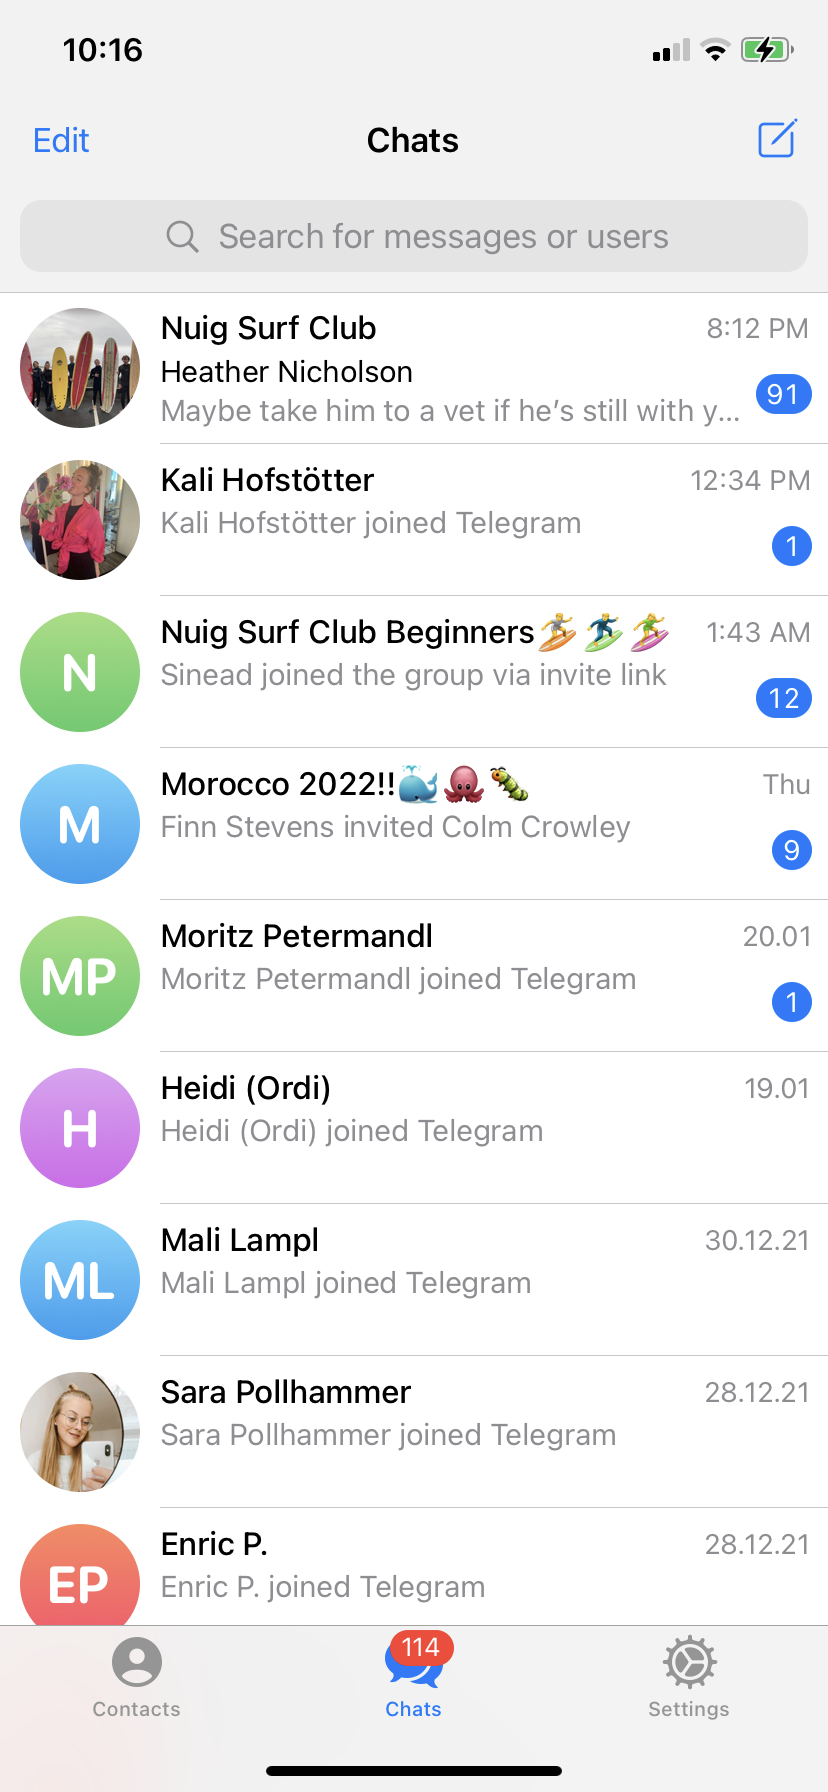 10:16
Edit
Chats
Search for messages or users
Nuig Surf Club
8:12 PM
Heather Nicholson
Maybe take him to a vet if he's still with y...
91
Kali Hofstötter
12:34 PM
Kali Hofstötter joined Telegram
1
N
Nuig Surf Club Beginners🏄🏄‍♂️🏄‍♀️
1:43 AM
Sinead joined the group via invite link
12
M
Morocco 2022!!🐳🐙🐛
Thu
Finn Stevens invited Colm Crowley
9
MP
Moritz Petermandl
20.01
Moritz Petermandl joined Telegram
1
H
Heidi (Ordi)
19.01
Heidi (Ordi) joined Telegram
ML
Mali Lampl
30.12.21
Mali Lampl joined Telegram
Sara Pollhammer
28.12.21
Sara Pollhammer joined Telegram
EP
Enric P.
28.12.21
Enric P. joined Telegram
114
Contacts
Chats
Settings